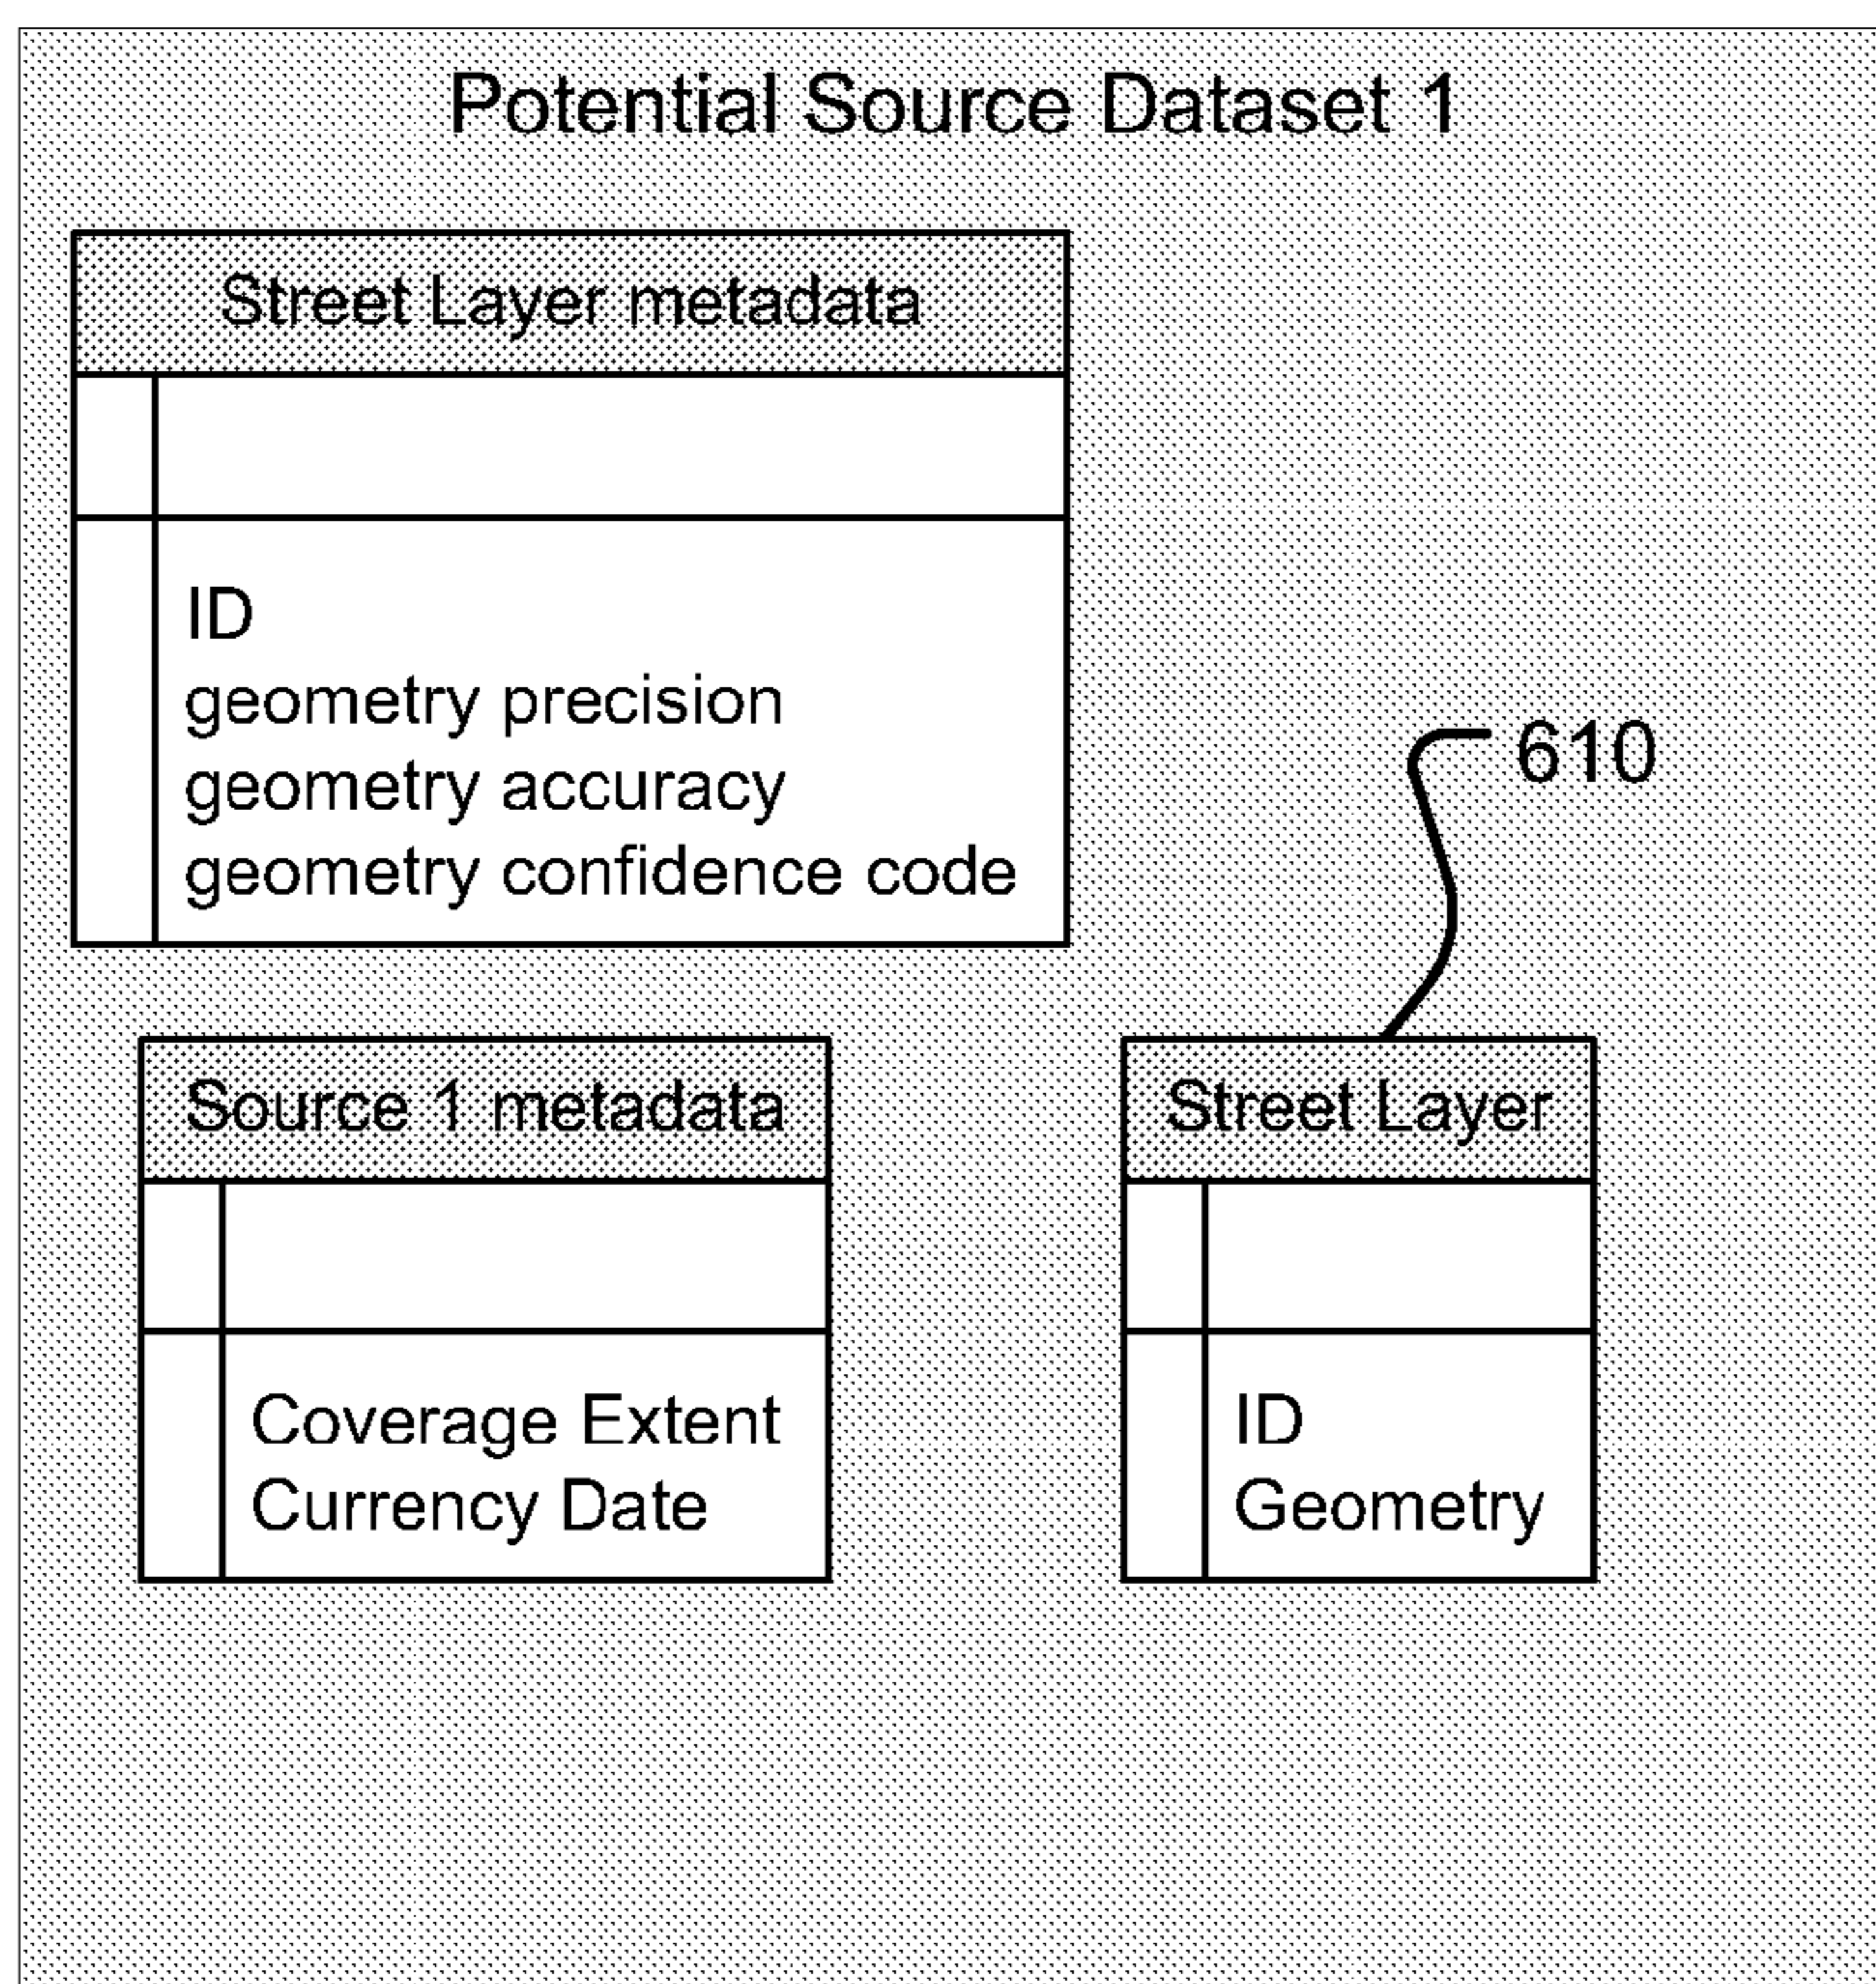 Potential Source Dataset 1
Street Layer metadata
ID
geometry precision
geometry accuracy
geometry confidence code
610
Source 1 metadata
Coverage Extent
Currency Date
Street Layer
ID
Geometry